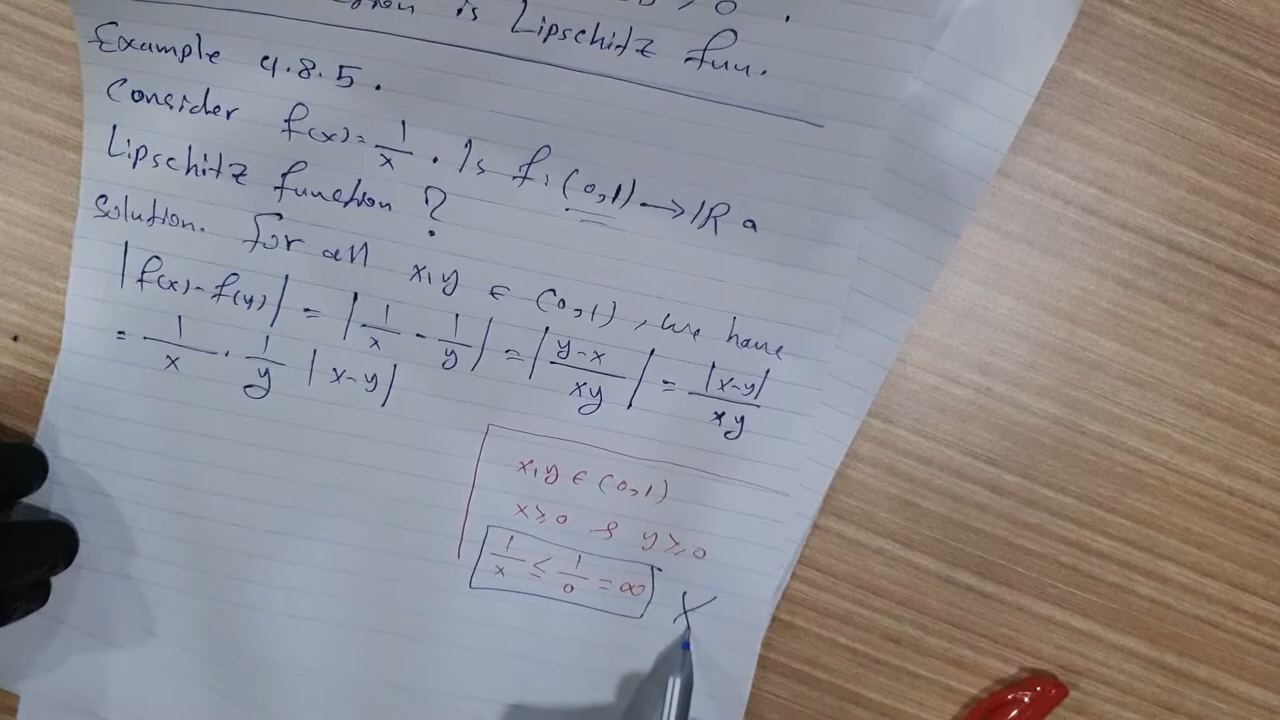 is Lipschitz fun.
Example 4.8.5.
Consider f(x)=1/x. Is f:(0,1)→IR a
Lipschitz function?
Solution. For all x,y ∈ (0,1), we have
|f(x)-f(y)| = |1/x - 1/y| = |y-x/xy| = |x-y|/xy
= 1/x . 1/y |x-y|
x,y ∈ (0,1)
x≥0 & y≥0
1/x ≤ 1/0 = ∞ X